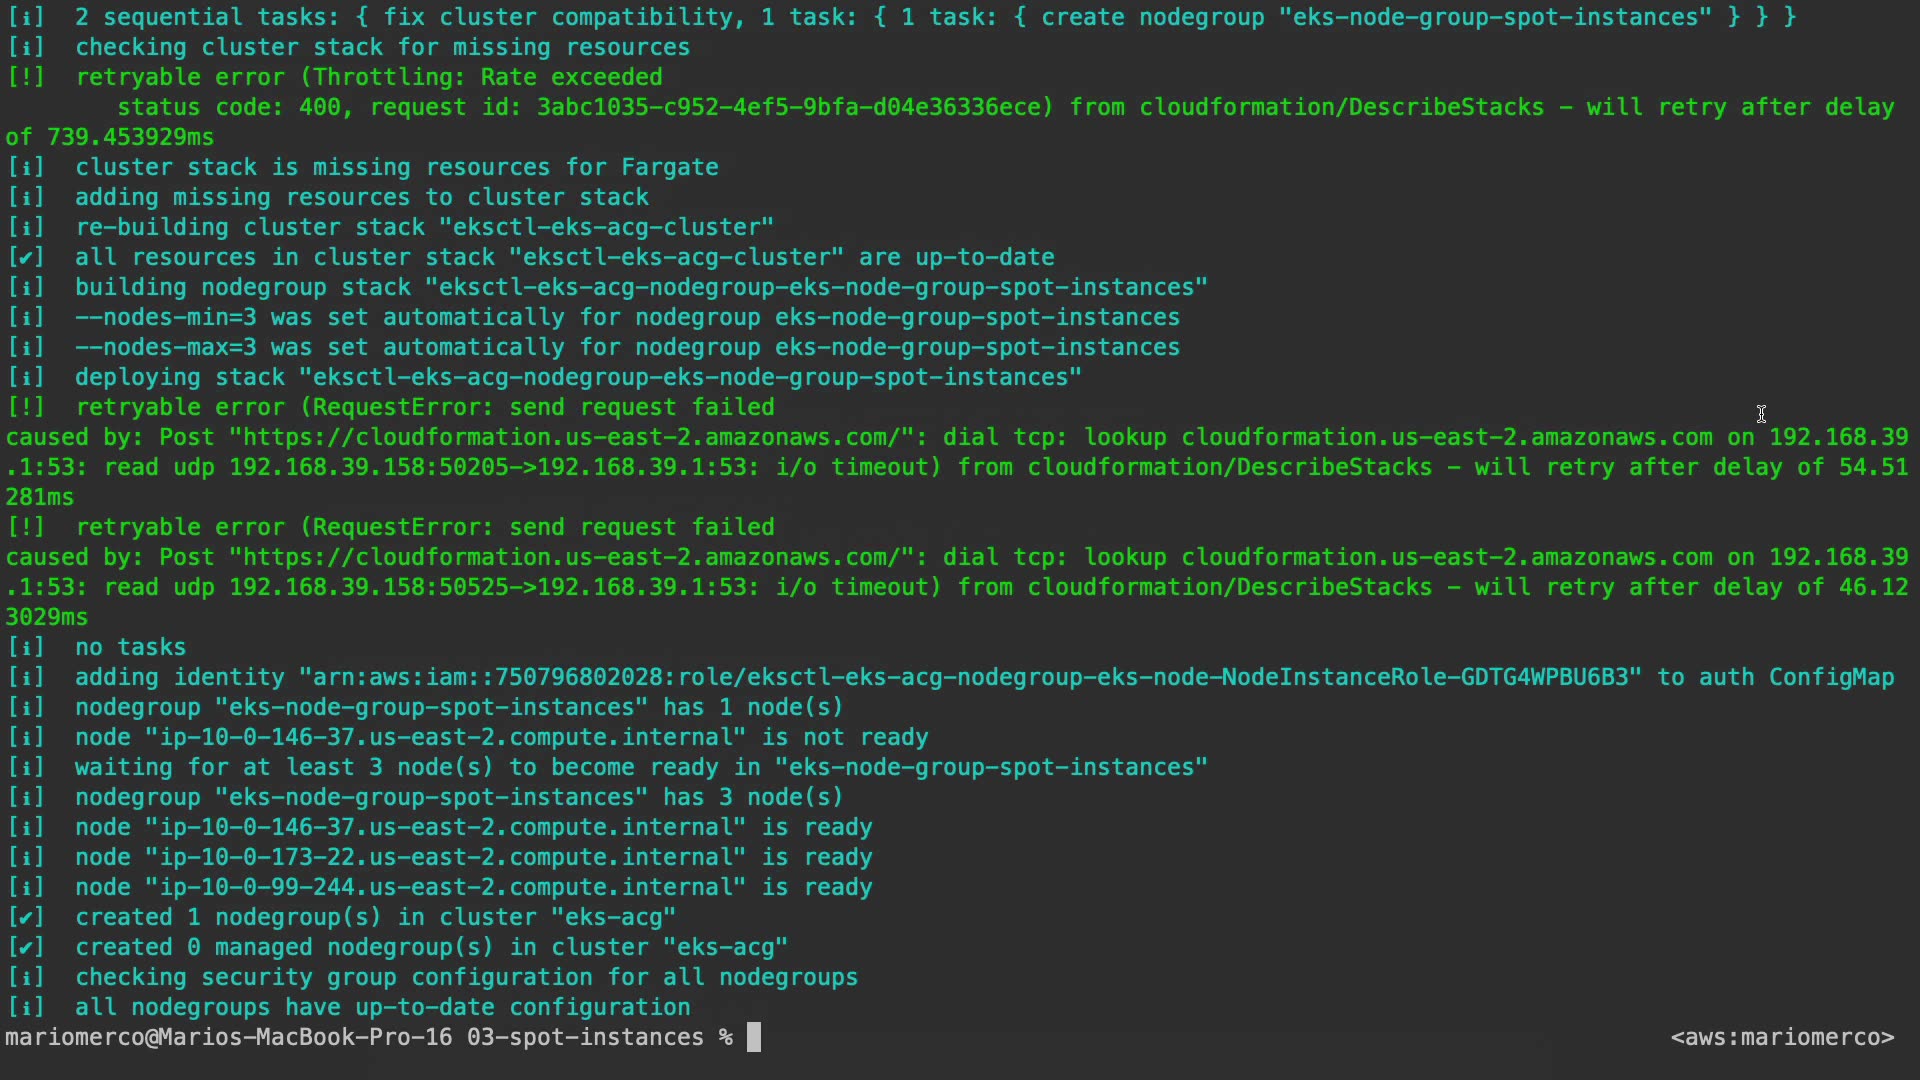 [i]  2 sequential tasks: { fix cluster compatibility, 1 task: { 1 task: { create nodegroup "eks-node-group-spot-instances" } } }
[i]  checking cluster stack for missing resources
[!]  retryable error (Throttling: Rate exceeded
        status code: 400, request id: 3abc1035-c952-4ef5-9bfa-d04e36336ece) from cloudformation/DescribeStacks - will retry after delay
of 739.453929ms
[i]  cluster stack is missing resources for Fargate
[i]  adding missing resources to cluster stack
[i]  re-building cluster stack "eksctl-eks-acg-cluster"
[✔]  all resources in cluster stack "eksctl-eks-acg-cluster" are up-to-date
[i]  building nodegroup stack "eksctl-eks-acg-nodegroup-eks-node-group-spot-instances"
[i]  --nodes-min=3 was set automatically for nodegroup eks-node-group-spot-instances
[i]  --nodes-max=3 was set automatically for nodegroup eks-node-group-spot-instances
[i]  deploying stack "eksctl-eks-acg-nodegroup-eks-node-group-spot-instances"
[!]  retryable error (RequestError: send request failed
caused by: Post "https://cloudformation.us-east-2.amazonaws.com/": dial tcp: lookup cloudformation.us-east-2.amazonaws.com on 192.168.39
.1:53: read udp 192.168.39.158:50205->192.168.39.1:53: i/o timeout) from cloudformation/DescribeStacks - will retry after delay of 54.51
281ms
[!]  retryable error (RequestError: send request failed
caused by: Post "https://cloudformation.us-east-2.amazonaws.com/": dial tcp: lookup cloudformation.us-east-2.amazonaws.com on 192.168.39
.1:53: read udp 192.168.39.158:50525->192.168.39.1:53: i/o timeout) from cloudformation/DescribeStacks - will retry after delay of 46.12
3029ms
[i]  no tasks
[i]  adding identity "arn:aws:iam::750796802028:role/eksctl-eks-acg-nodegroup-eks-node-NodeInstanceRole-GDTG4WPBU6B3" to auth ConfigMap
[i]  nodegroup "eks-node-group-spot-instances" has 1 node(s)
[i]  node "ip-10-0-146-37.us-east-2.compute.internal" is not ready
[i]  waiting for at least 3 node(s) to become ready in "eks-node-group-spot-instances"
[i]  nodegroup "eks-node-group-spot-instances" has 3 node(s)
[i]  node "ip-10-0-146-37.us-east-2.compute.internal" is ready
[i]  node "ip-10-0-173-22.us-east-2.compute.internal" is ready
[i]  node "ip-10-0-99-244.us-east-2.compute.internal" is ready
[✔]  created 1 nodegroup(s) in cluster "eks-acg"
[✔]  created 0 managed nodegroup(s) in cluster "eks-acg"
[i]  checking security group configuration for all nodegroups
[i]  all nodegroups have up-to-date configuration
mariomerco@Marios-MacBook-Pro-16 03-spot-instances % <aws:mariomerco>